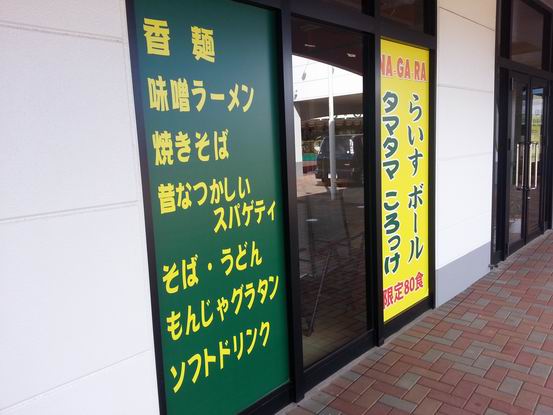 香麺
味噌ラーメン
焼きそば
昔なつかしい
スパゲティ
そば・うどん
もんじゃグラタン
ソフトドリンク
NA-GA RA
らいす ボール
タマタマ ころっけ
限定80食